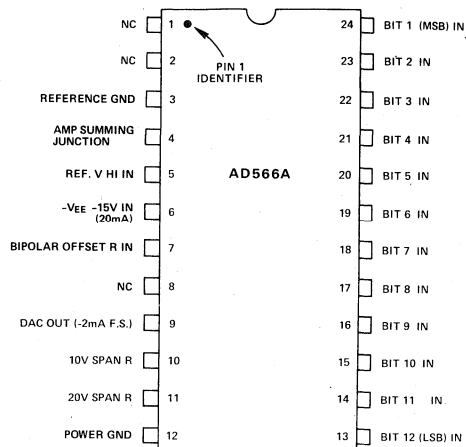 NC 1 24 BIT 1 (MSB) IN
PIN 1
IDENTIFIER
NC 2 23 BIT 2 IN
REFERENCE GND 3 22 BIT 3 IN
AMP SUMMING
JUNCTION 4 21 BIT 4 IN
REF. V HI IN 5 AD566A 20 BIT 5 IN
-VEE -15V IN
(20mA) 6 19 BIT 6 IN
BIPOLAR OFFSET R IN 7 18 BIT 7 IN
NC 8 17 BIT 8 IN
DAC OUT (-2mA F.S.) 9 16 BIT 9 IN
10V SPAN R 10 15 BIT 10 IN
20V SPAN R 11 14 BIT 11 IN
POWER GND 12 13 BIT 12 (LSB) IN